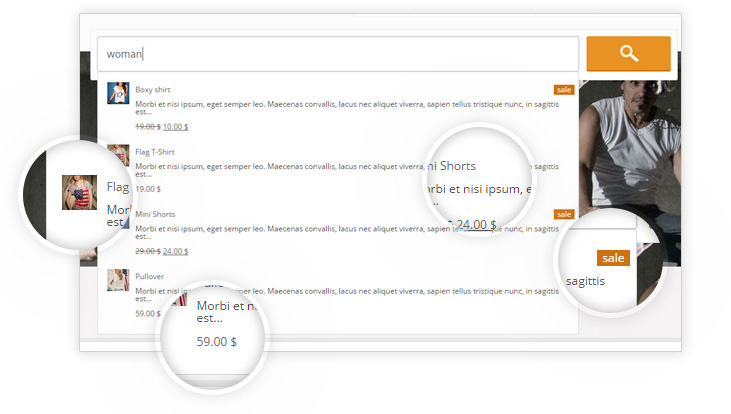 woman
Boxy shirt
sale
Morbi et nisi ipsum, eget semper leo. Maecenas convallis, lacus nec aliquet viverra, sapien tellus tristique nunc, in sagittis
est...
19.00 $ 10.00 $
Flag T-Shirt
Morbi et nisi ipsum, eget semper leo. Maecenas convallis, lacus nec aliquet viverra, sapien tellus tristique nunc, in sagittis
est...
19.00 $
Mini Shorts
sale
Morbi et nisi ipsum, eget semper leo. Maecenas convallis, lacus nec aliquet viverra, sapien tellus tristique nunc, in sagittis
est...
29.00 $ 24.00 $
Pullover
Morbi et nisi ipsum, eget semper leo. Maecenas convallis, lacus nec aliquet viverra, sapien tellus tristique nunc, in sagittis
est...
59.00 $
Flag
Mor
est
ni Shorts
orbi et nisi ipsum, e
...
$ 24.00 $
sale
sagittis
Morbi et n
est...
59.00 $